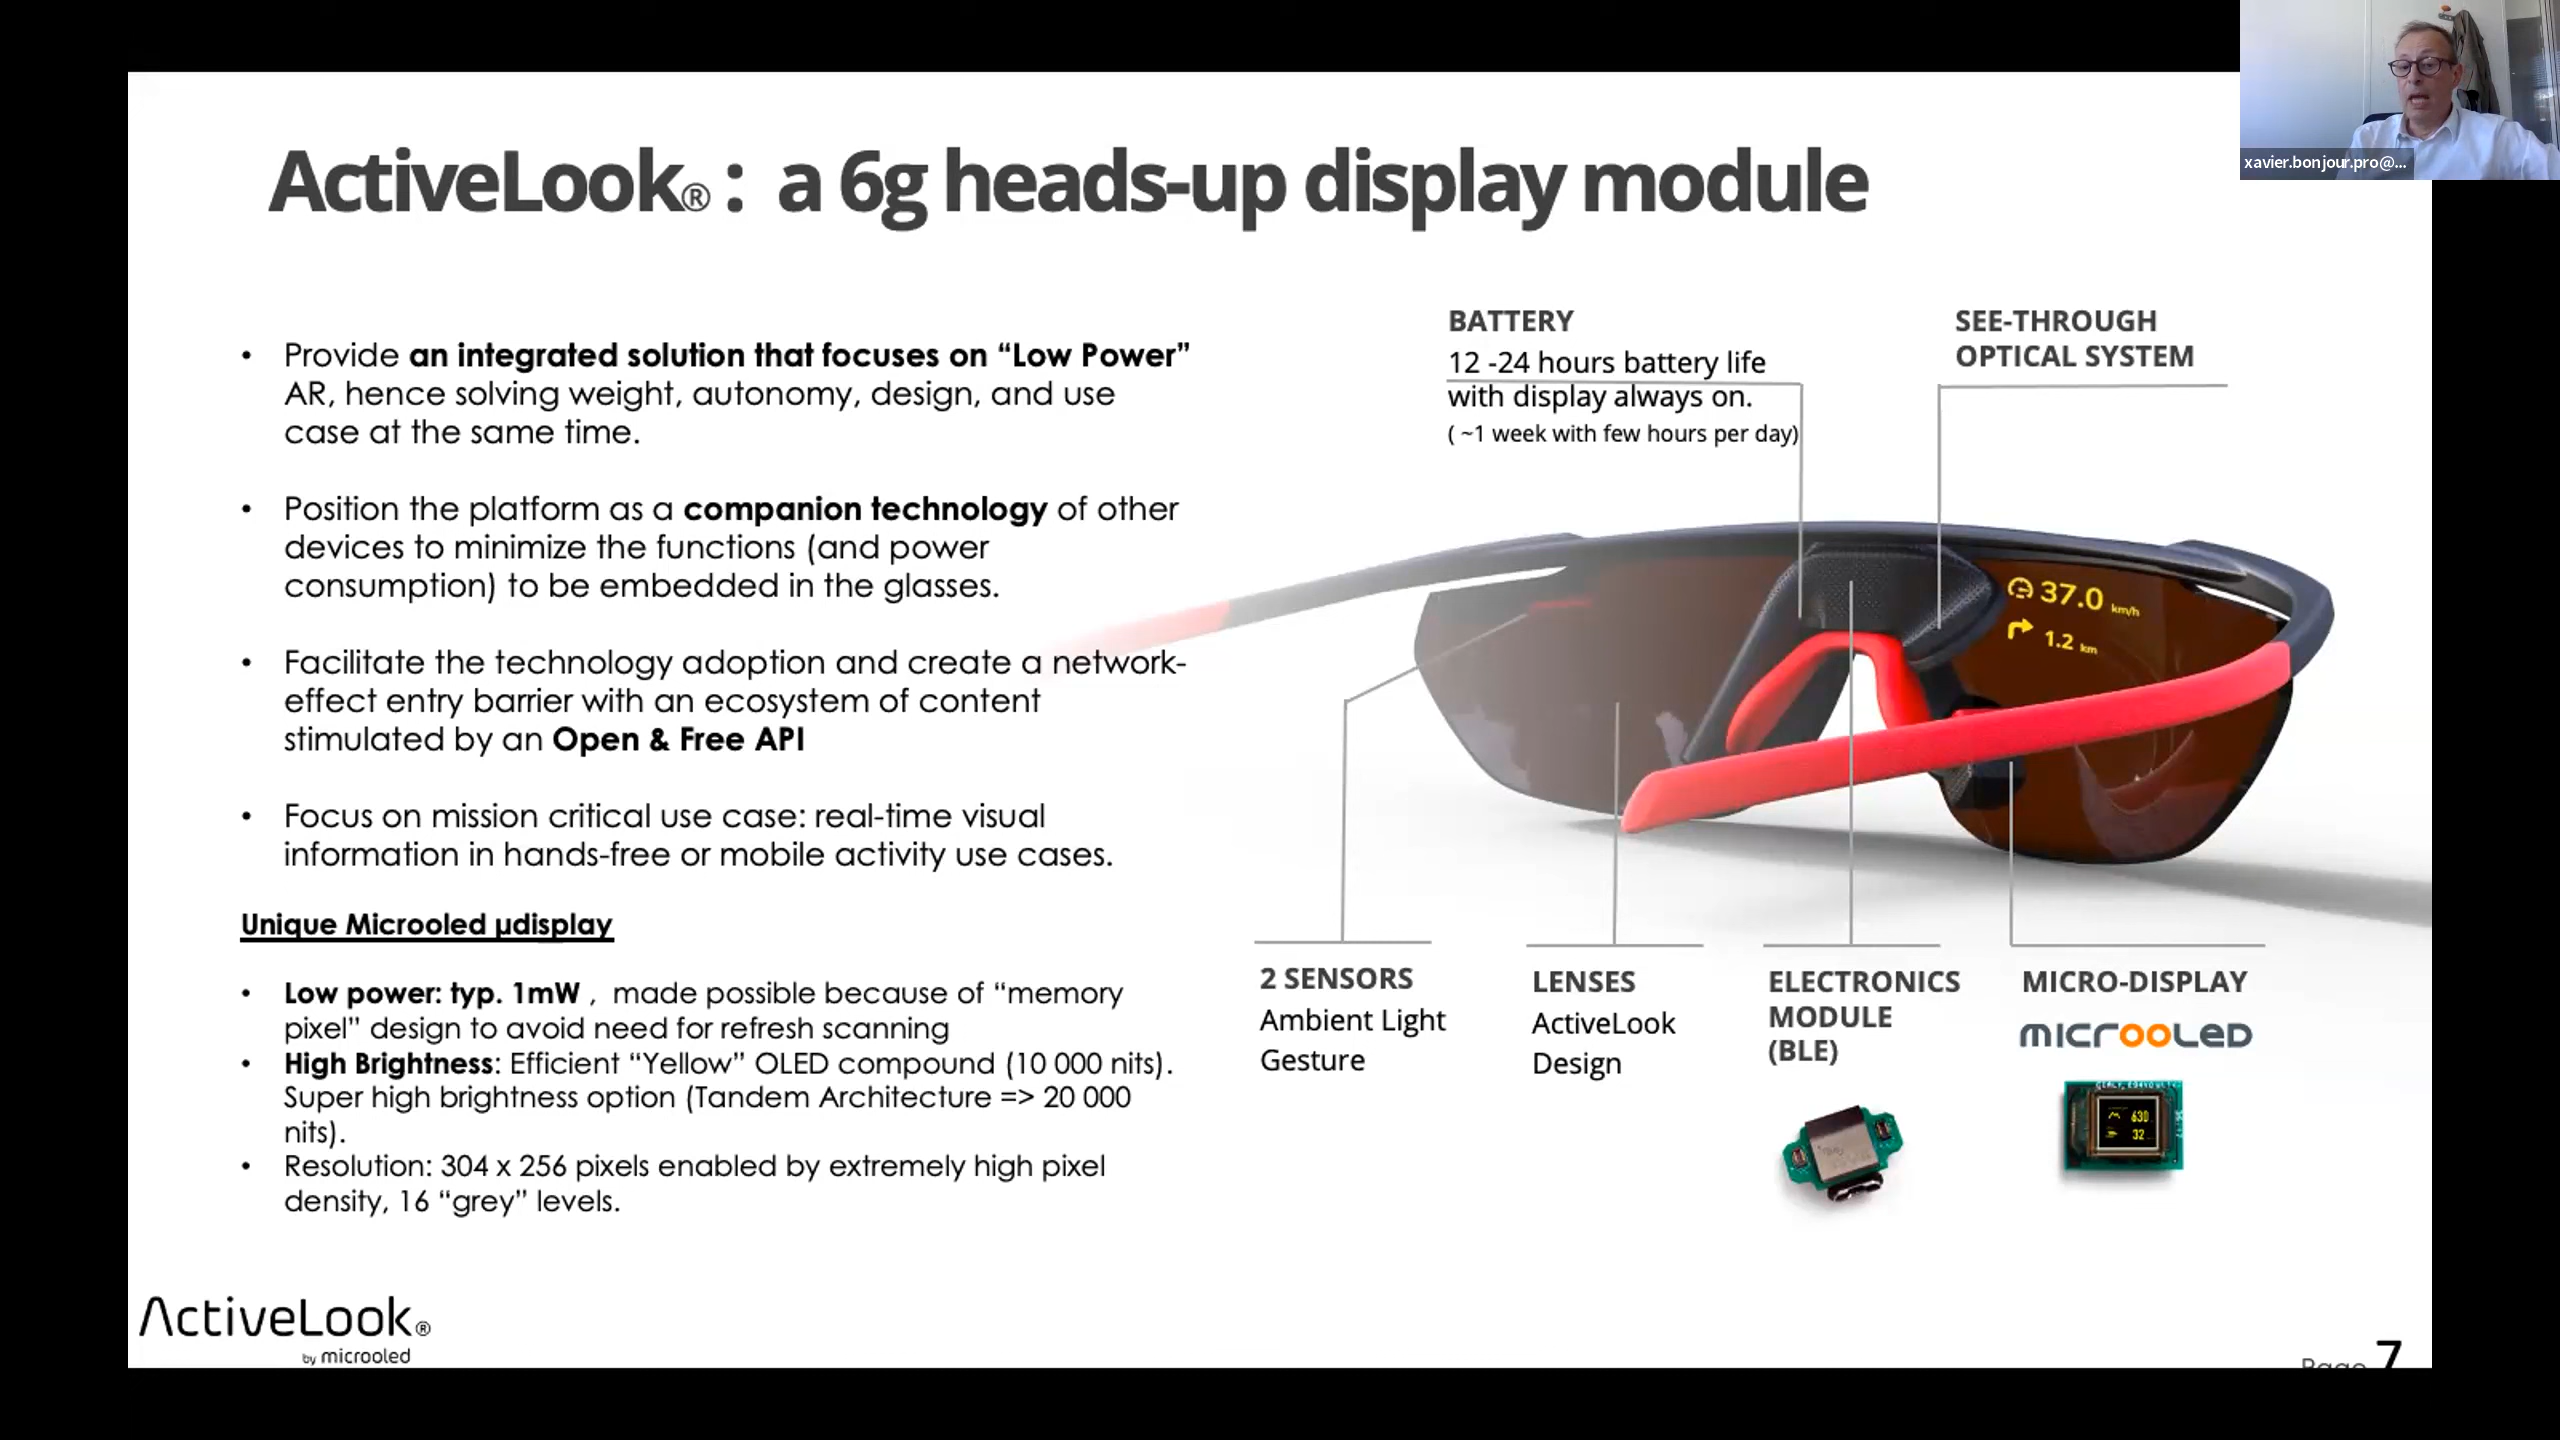 xavier.bonjour.pro@...
ActiveLook® : a 6g heads-up display module
• Provide an integrated solution that focuses on “Low Power”
AR, hence solving weight, autonomy, design, and use
case at the same time.
• Position the platform as a companion technology of other
devices to minimize the functions (and power
consumption) to be embedded in the glasses.
• Facilitate the technology adoption and create a network-
effect entry barrier with an ecosystem of content
stimulated by an Open & Free API
• Focus on mission critical use case: real-time visual
information in hands-free or mobile activity use cases.
Unique Microoled µdisplay
• Low power: typ. 1mW , made possible because of “memory
pixel” design to avoid need for refresh scanning
• High Brightness: Efficient “Yellow” OLED compound (10 000 nits).
Super high brightness option (Tandem Architecture => 20 000
nits).
• Resolution: 304 x 256 pixels enabled by extremely high pixel
density, 16 “grey” levels.
BATTERY
12 -24 hours battery life
with display always on.
( ~1 week with few hours per day)
SEE-THROUGH
OPTICAL SYSTEM
37.0 km/h
1.2 km
2 SENSORS
Ambient Light
Gesture
LENSES
ActiveLook
Design
ELECTRONICS
MODULE
(BLE)
MICRO-DISPLAY
microoled
630
32
ActiveLook®
by microoled
Page 7